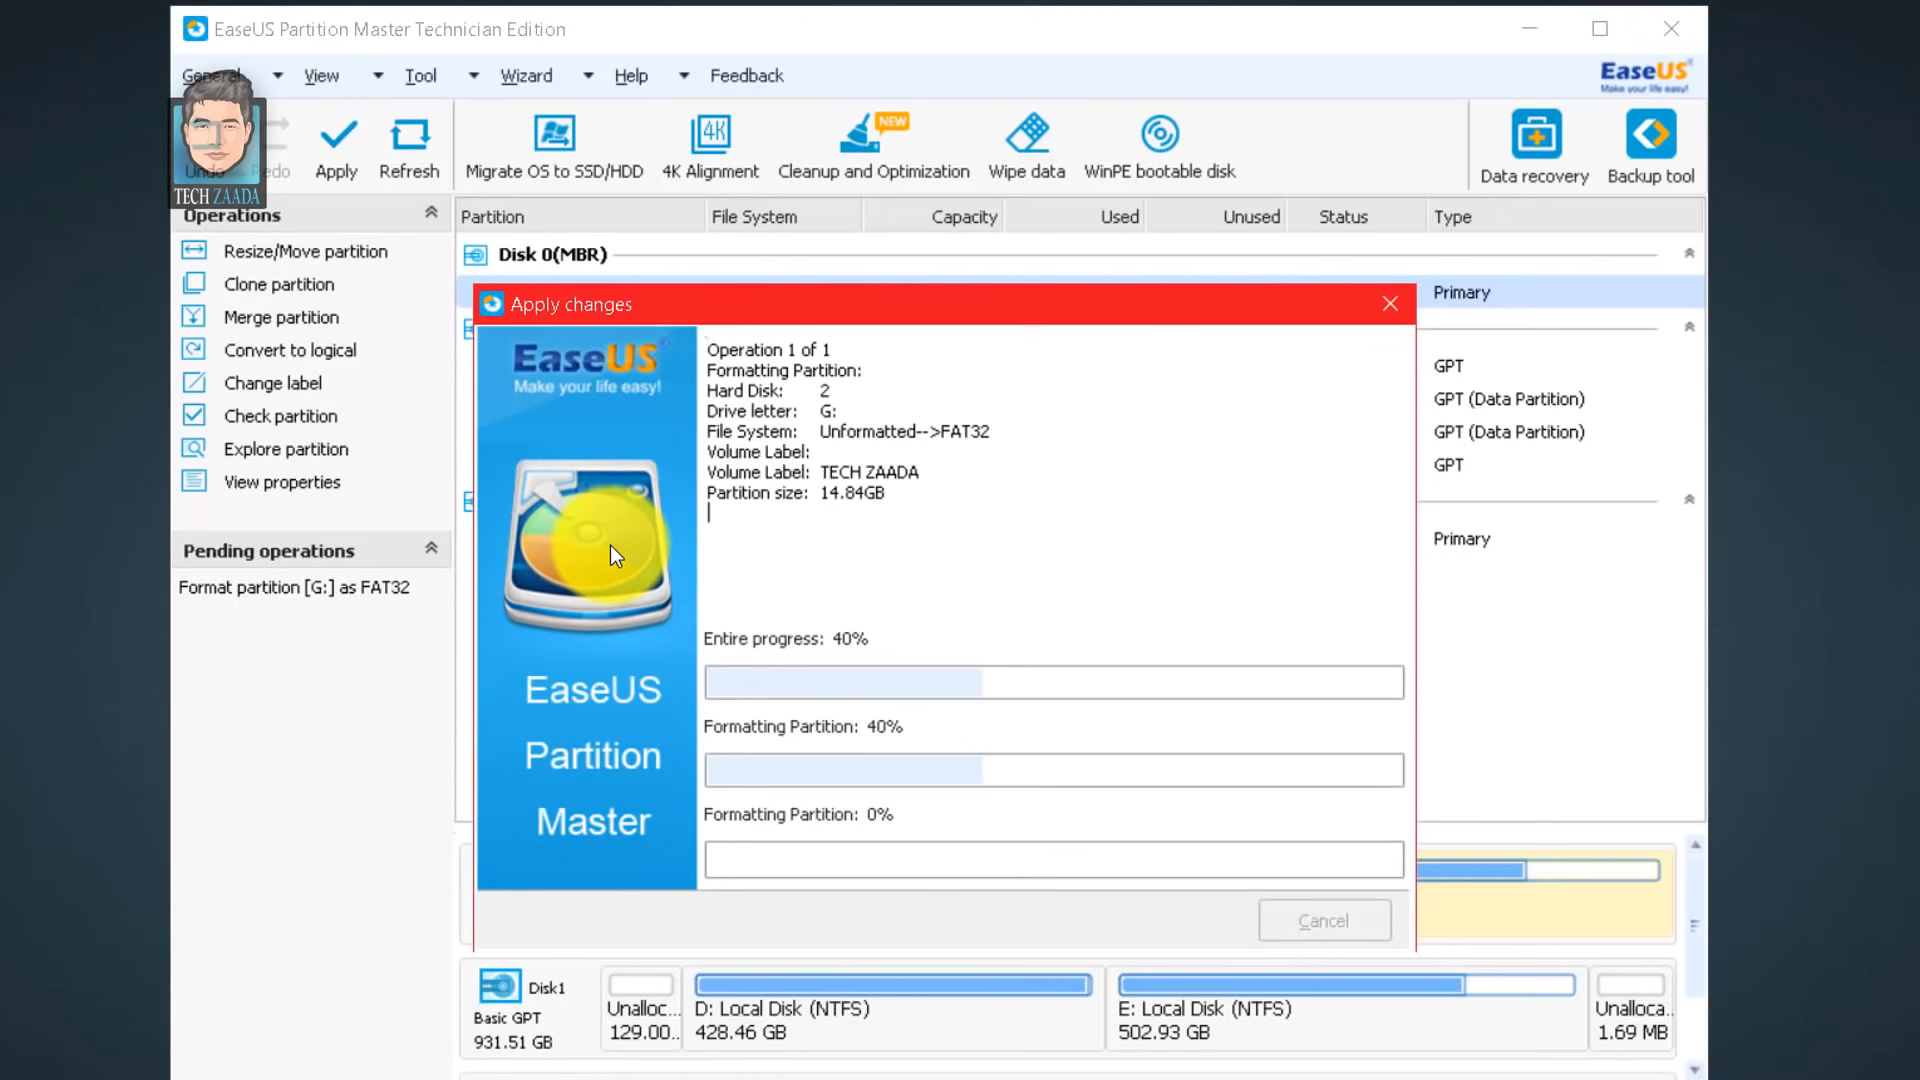 EaseUS Partition Master Technician Edition
General View Tool Wizard Help Feedback
EaseUS
Make your life easy!
Undo Redo Apply Refresh Migrate OS to SSD/HDD 4K Alignment Cleanup and Optimization Wipe data WinPE bootable disk Data recovery Backup tool
4K
NEW
TECH ZAADA
Operations
Resize/Move partition
Clone partition
Merge partition
Convert to logical
Change label
Check partition
Explore partition
View properties
Pending operations
Format partition [G:] as FAT32
Partition File System Capacity Used Unused Status Type
Disk 0(MBR)
Primary
GPT
GPT (Data Partition)
GPT (Data Partition)
GPT
Primary
Apply changes
EaseUS
Make your life easy!
EaseUS
Partition
Master
Operation 1 of 1
Formatting Partition:
Hard Disk: 2
Drive letter: G:
File System: Unformatted-->FAT32
Volume Label:
Volume Label: TECH ZAADA
Partition size: 14.84GB
Entire progress: 40%
Formatting Partition: 40%
Formatting Partition: 0%
Cancel
Disk1
Basic GPT
931.51 GB
Unalloc...
129.00...
D: Local Disk (NTFS)
428.46 GB
E: Local Disk (NTFS)
502.93 GB
Unalloca...
1.69 MB